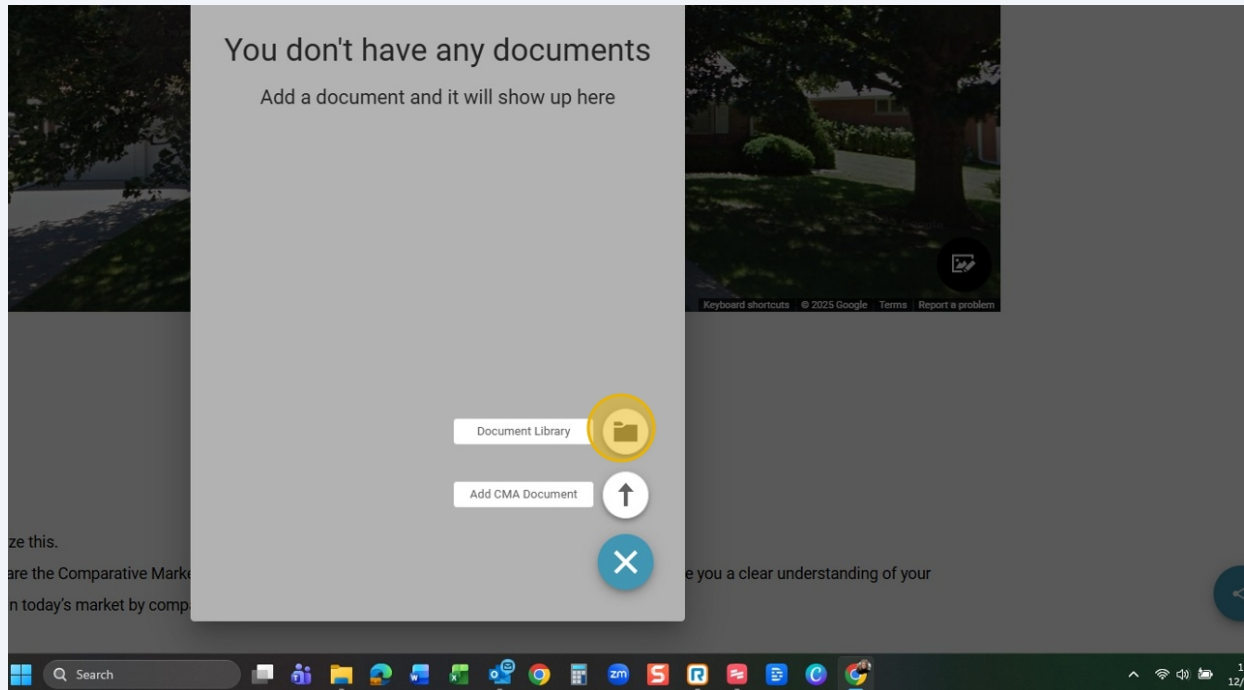 You don't have any documents
Add a document and it will show up here
Keyboard shortcuts © 2025 Google Terms Report a problem
Document Library
Add CMA Document
ze this.
are the Comparative Marke e you a clear understanding of your
n today's market by comp
Search